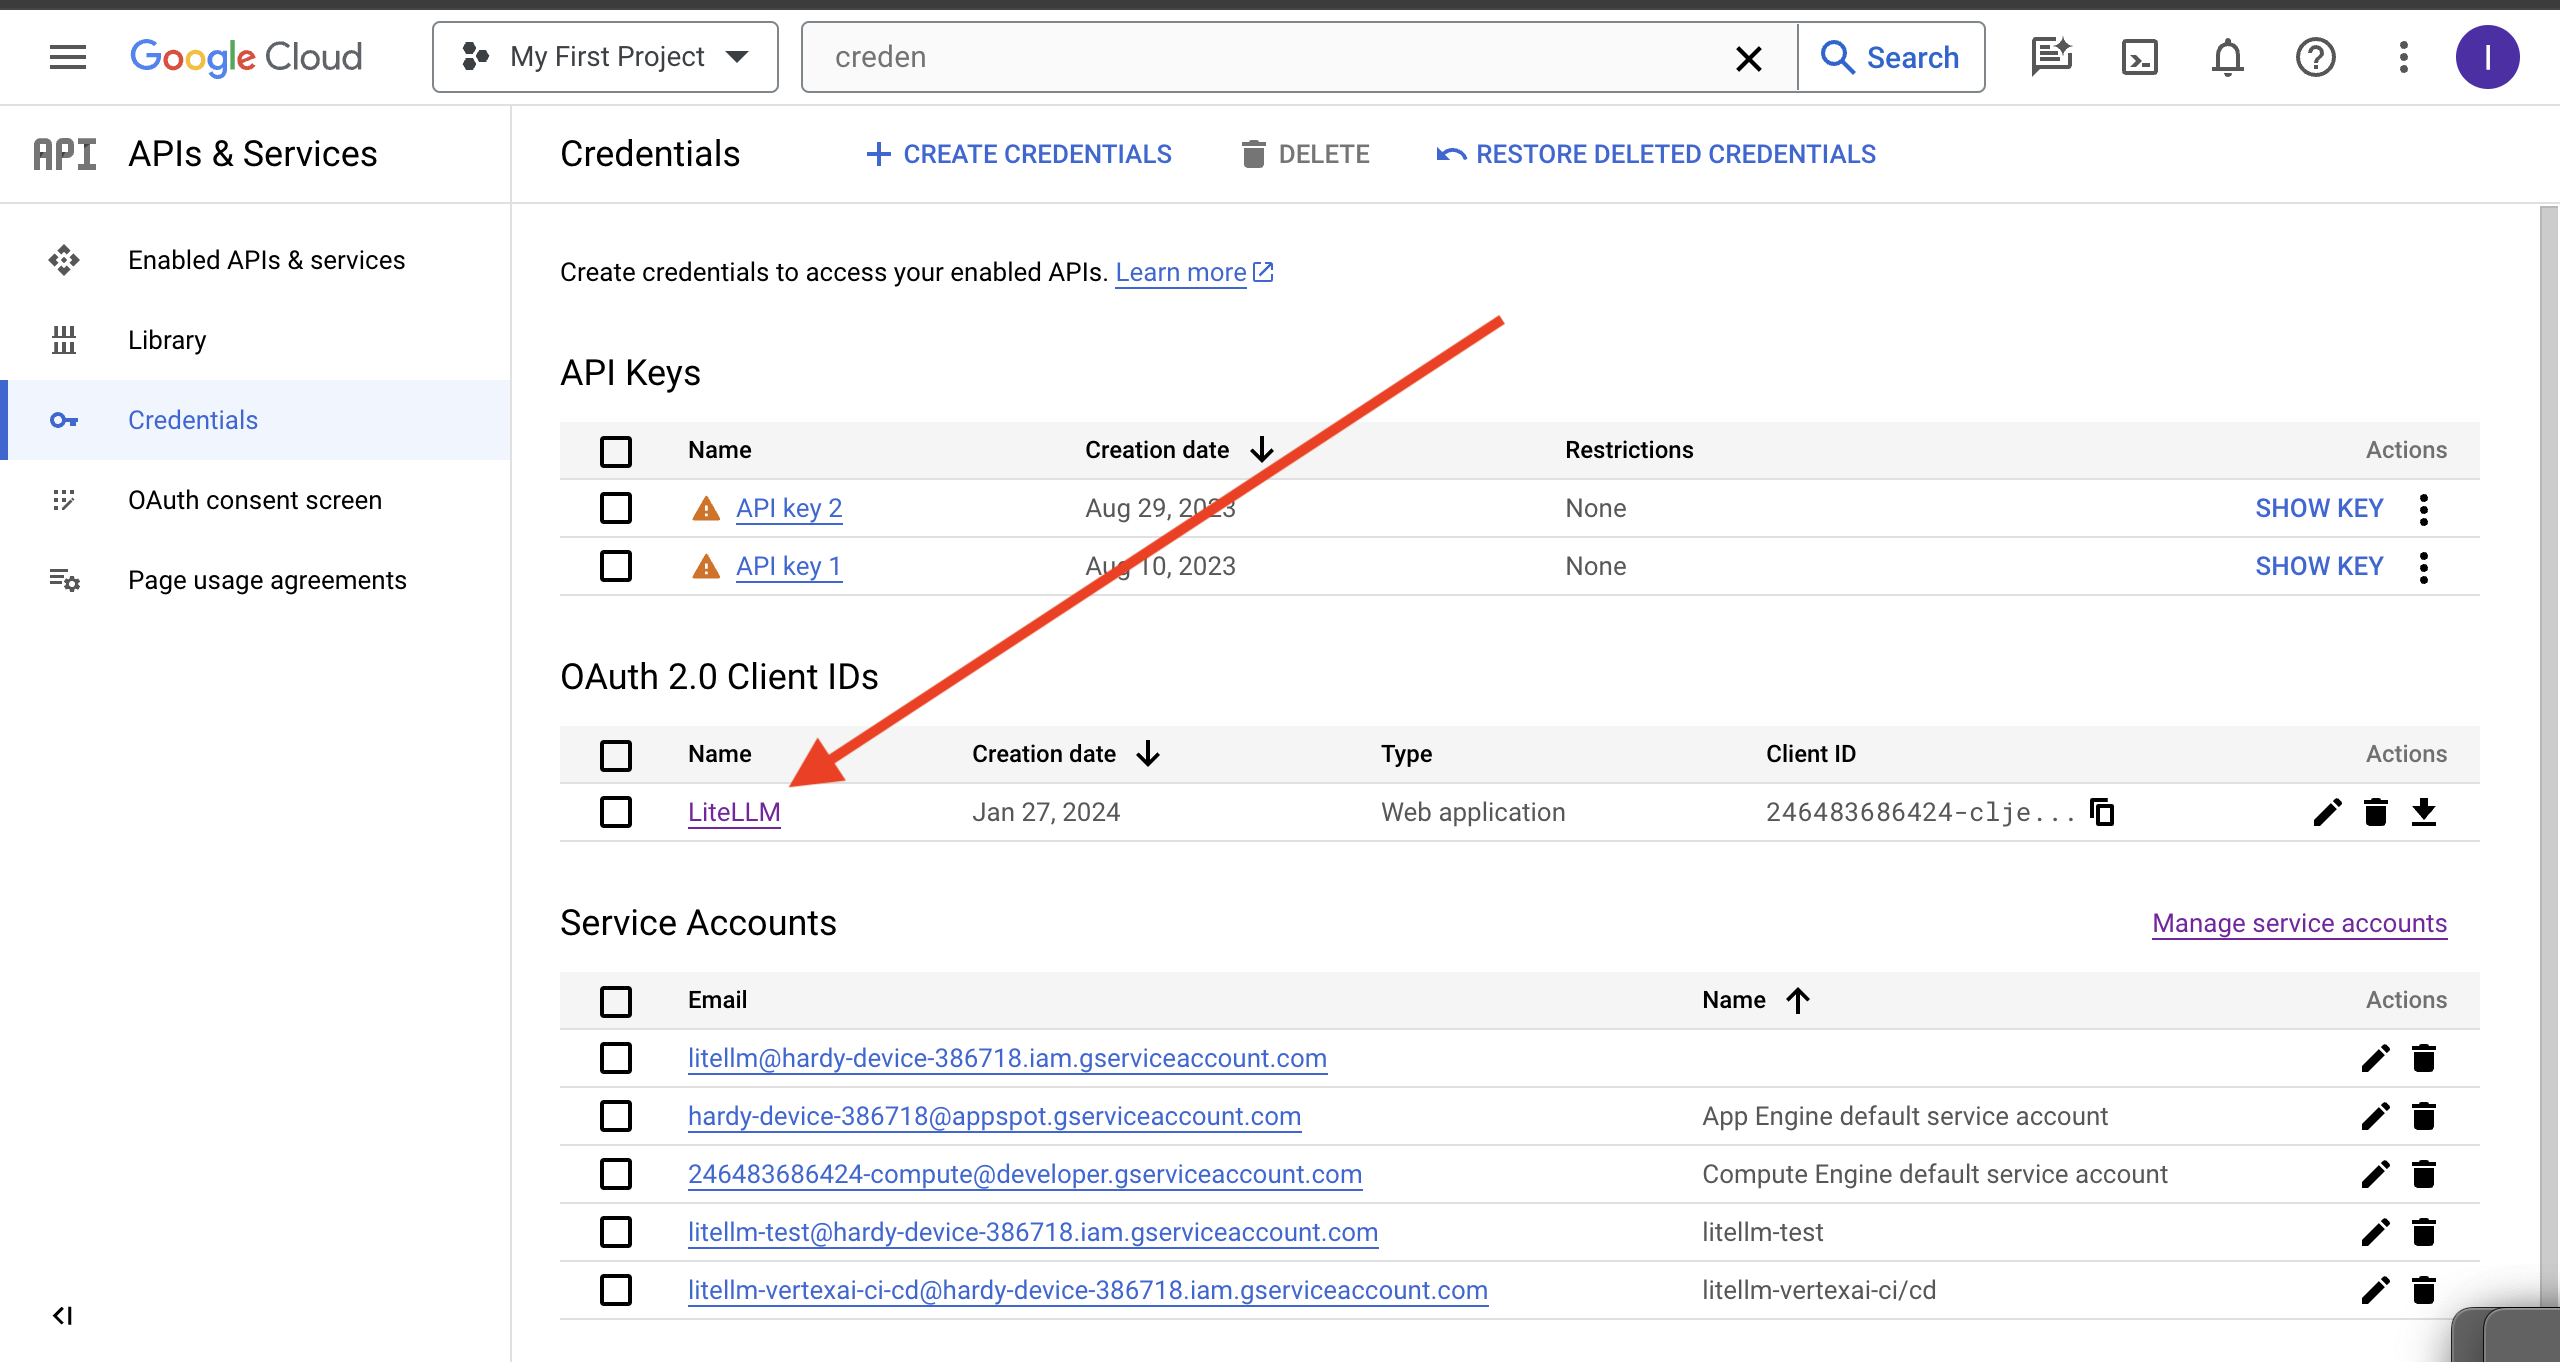 Google Cloud
My First Project
creden
Search
I
API
APIs & Services
Credentials
CREATE CREDENTIALS
DELETE
RESTORE DELETED CREDENTIALS
Enabled APIs & services
Library
Credentials
OAuth consent screen
Page usage agreements
Create credentials to access your enabled APIs. Learn more
API Keys
Name Creation date Restrictions Actions
API key 2 Aug 29, 2023 None SHOW KEY
API key 1 Aug 10, 2023 None SHOW KEY
OAuth 2.0 Client IDs
Name Creation date Type Client ID Actions
LiteLLM Jan 27, 2024 Web application 246483686424-clje...
Service Accounts Manage service accounts
Email Name Actions
litellm@hardy-device-386718.iam.gserviceaccount.com
hardy-device-386718@appspot.gserviceaccount.com App Engine default service account
246483686424-compute@developer.gserviceaccount.com Compute Engine default service account
litellm-test@hardy-device-386718.iam.gserviceaccount.com litellm-test
litellm-vertexai-ci-cd@hardy-device-386718.iam.gserviceaccount.com litellm-vertexai-ci/cd